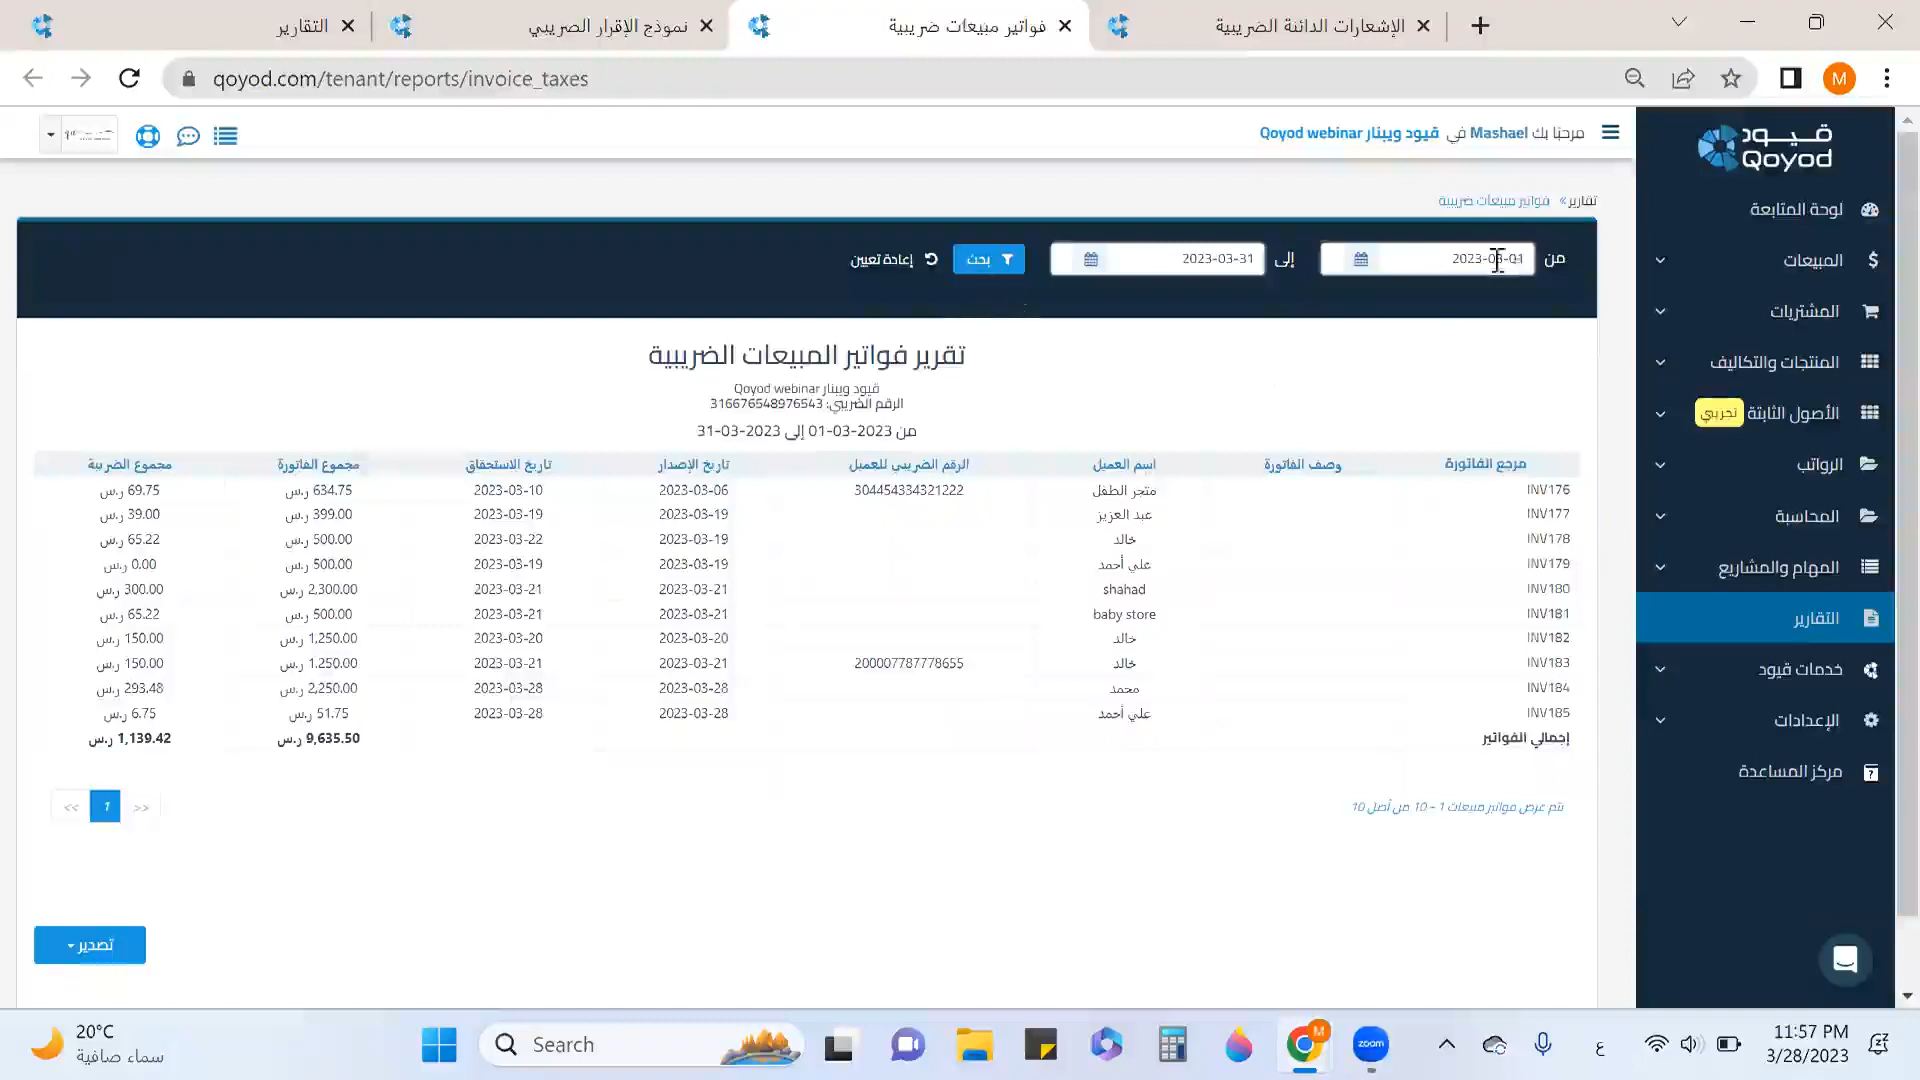 التقارير
نموذج الإقرار الضريبي
فواتير مبيعات ضريبية
الإشعارات الدائنة الضريبية
qoyod.com/tenant/reports/invoice_taxes
M
مرحبًا بك Mashael في قيود ويبنار Qoyod webinar
قيود
Qoyod
لوحة المتابعة
المبيعات
المشتريات
المنتجات والتكاليف
الأصول الثابتة تجريبي
الرواتب
المحاسبة
المهام والمشاريع
التقارير
خدمات قيود
الإعدادات
مركز المساعدة
تقارير » فواتير مبيعات ضريبية
من 2023-03-01 إلى 2023-03-31 بحث إعادة تعيين
تقرير فواتير المبيعات الضريبية
قيود ويبنار Qoyod webinar
الرقم الضريبي: 316676548976543
من 2023-03-01 إلى 2023-03-31
مرجع الفاتورة وصف الفاتورة اسم العميل الرقم الضريبي للعميل تاريخ الإصدار تاريخ الاستحقاق مجموع الفاتورة مجموع الضريبة
INV176 متجر الطفل 304454334321222 2023-03-06 2023-03-10 634.75 ر.س 69.75 ر.س
INV177 عبد العزيز 2023-03-19 2023-03-19 399.00 ر.س 39.00 ر.س
INV178 خالد 2023-03-19 2023-03-22 500.00 ر.س 65.22 ر.س
INV179 علي أحمد 2023-03-19 2023-03-19 500.00 ر.س 0.00 ر.س
INV180 shahad 2023-03-21 2023-03-21 2,300.00 ر.س 300.00 ر.س
INV181 baby store 2023-03-21 2023-03-21 500.00 ر.س 65.22 ر.س
INV182 خالد 2023-03-20 2023-03-20 1,250.00 ر.س 150.00 ر.س
INV183 خالد 200007787778655 2023-03-21 2023-03-21 1,250.00 ر.س 150.00 ر.س
INV184 محمد 2023-03-28 2023-03-28 2,250.00 ر.س 293.48 ر.س
INV185 علي أحمد 2023-03-28 2023-03-28 51.75 ر.س 6.75 ر.س
إجمالي الفواتير 9,635.50 ر.س 1,139.42 ر.س
يتم عرض فواتير مبيعات 1 - 10 من أصل 10
<< 1 >>
تصدير
20°C
سماء صافية
Search
M
zoom
ع
11:57 PM
3/28/2023